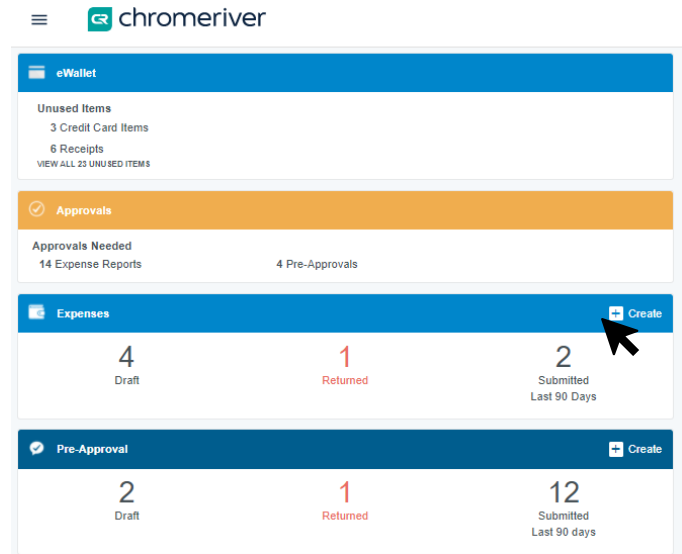 CR chromeriver
eWallet
Unused Items
3 Credit Card Items
6 Receipts
VIEW ALL 23 UNUSED ITEMS
Approvals
Approvals Needed
14 Expense Reports 4 Pre-Approvals
Expenses + Create
4 1 2
Draft Returned Submitted
Last 90 Days
Pre-Approval + Create
2 1 12
Draft Returned Submitted
Last 90 days